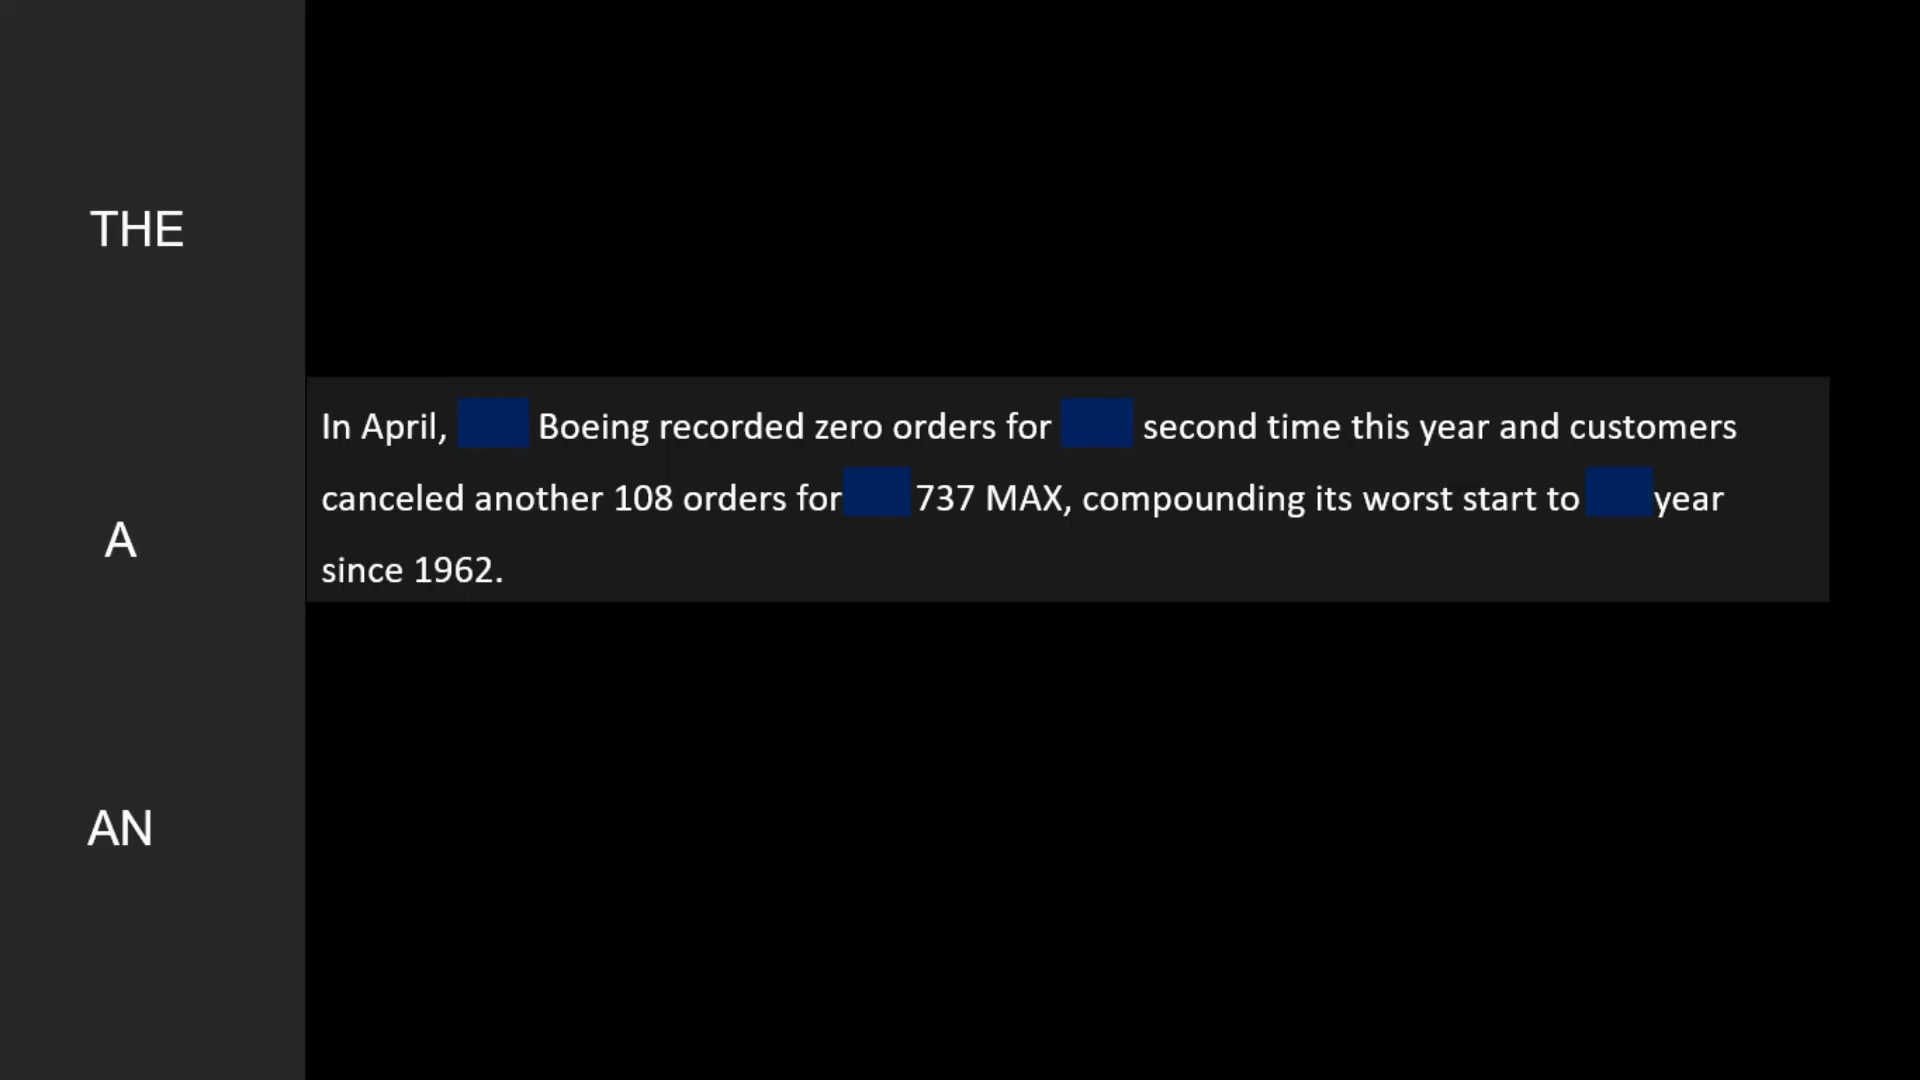 THE
A
AN
In April, Boeing recorded zero orders for second time this year and customers
canceled another 108 orders for 737 MAX, compounding its worst start to year
since 1962.